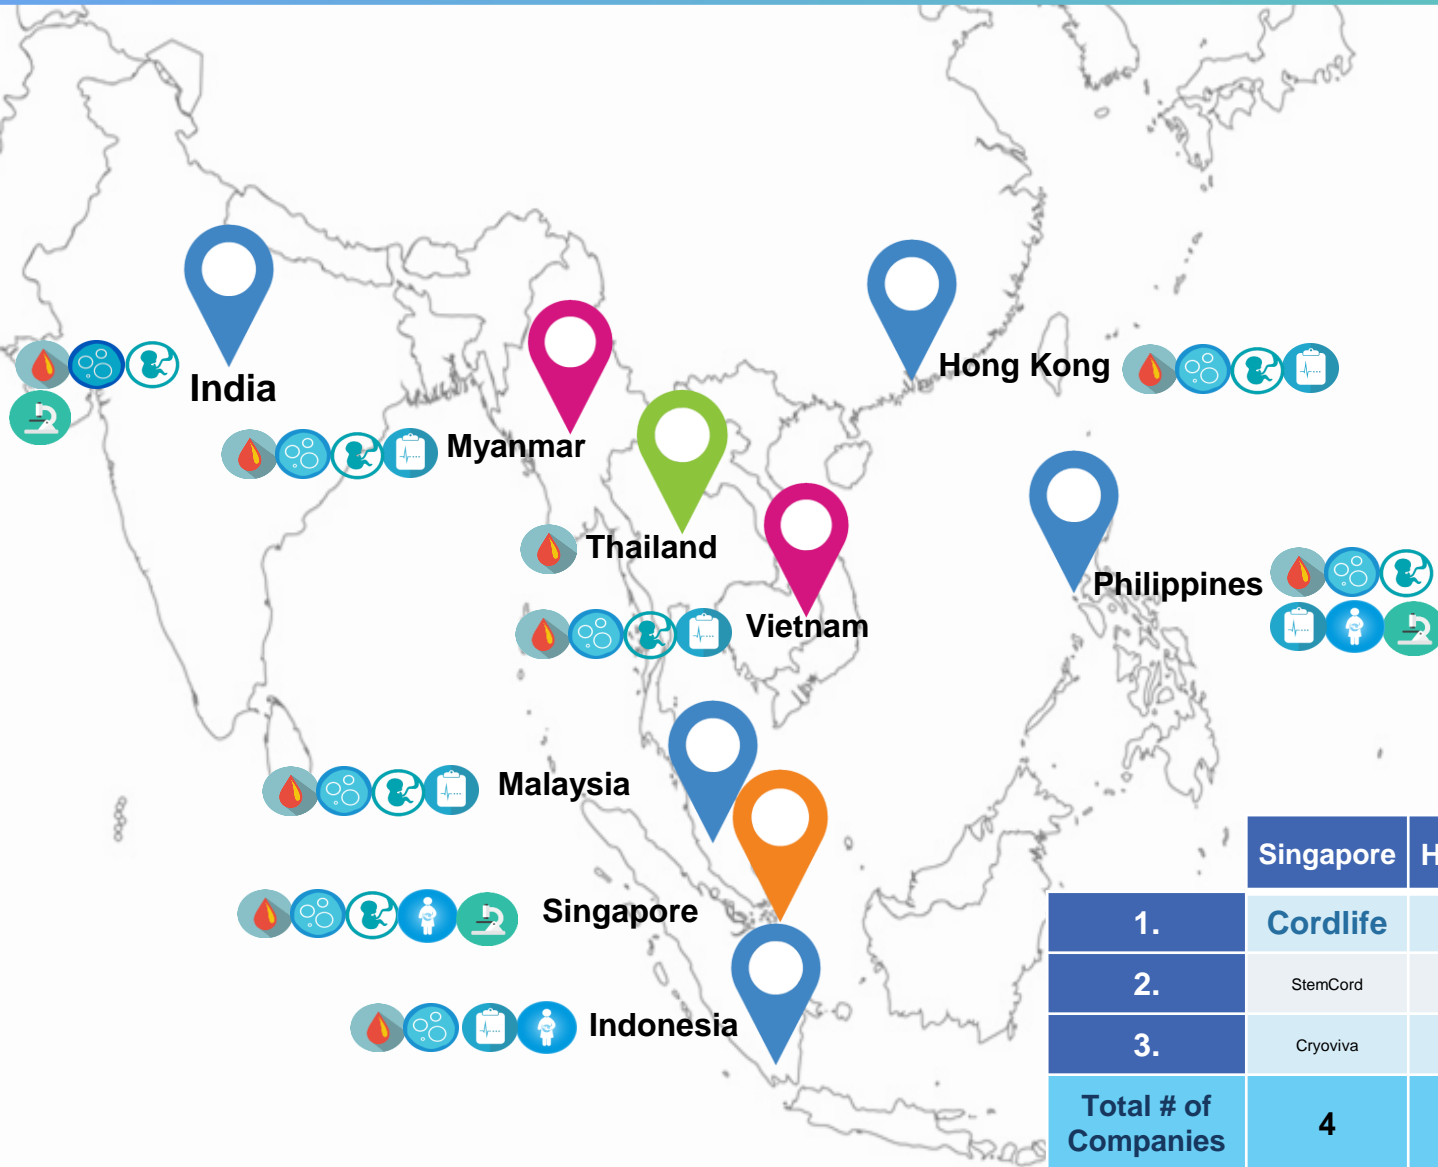 India
Hong Kong
Myanmar
Thailand
Philippines
Vietnam
Malaysia
Singapore
Indonesia
Singapore H
1. Cordlife
2. StemCord
3. Cryoviva
Total # of
Companies 4